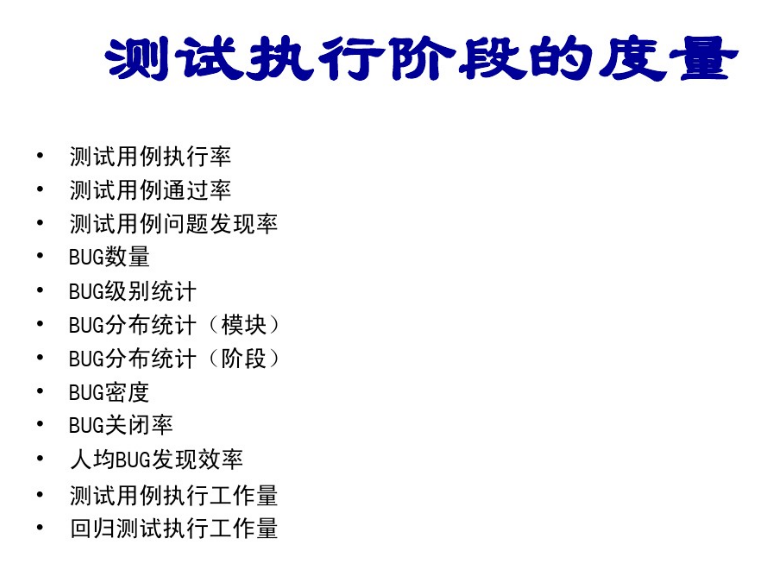 测试执行阶段的度量
• 测试用例执行率
• 测试用例通过率
• 测试用例问题发现率
• BUG数量
• BUG级别统计
• BUG分布统计（模块）
• BUG分布统计（阶段）
• BUG密度
• BUG关闭率
• 人均BUG发现效率
• 测试用例执行工作量
• 回归测试执行工作量